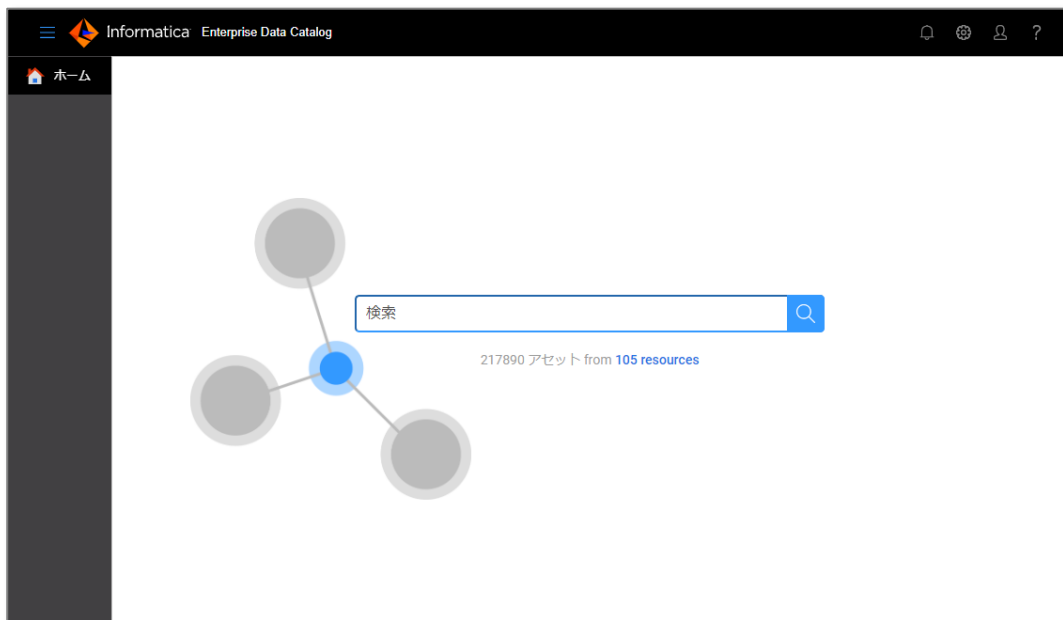 Informatica Enterprise Data Catalog
?
ホーム
検索
217890 アセット from 105 resources